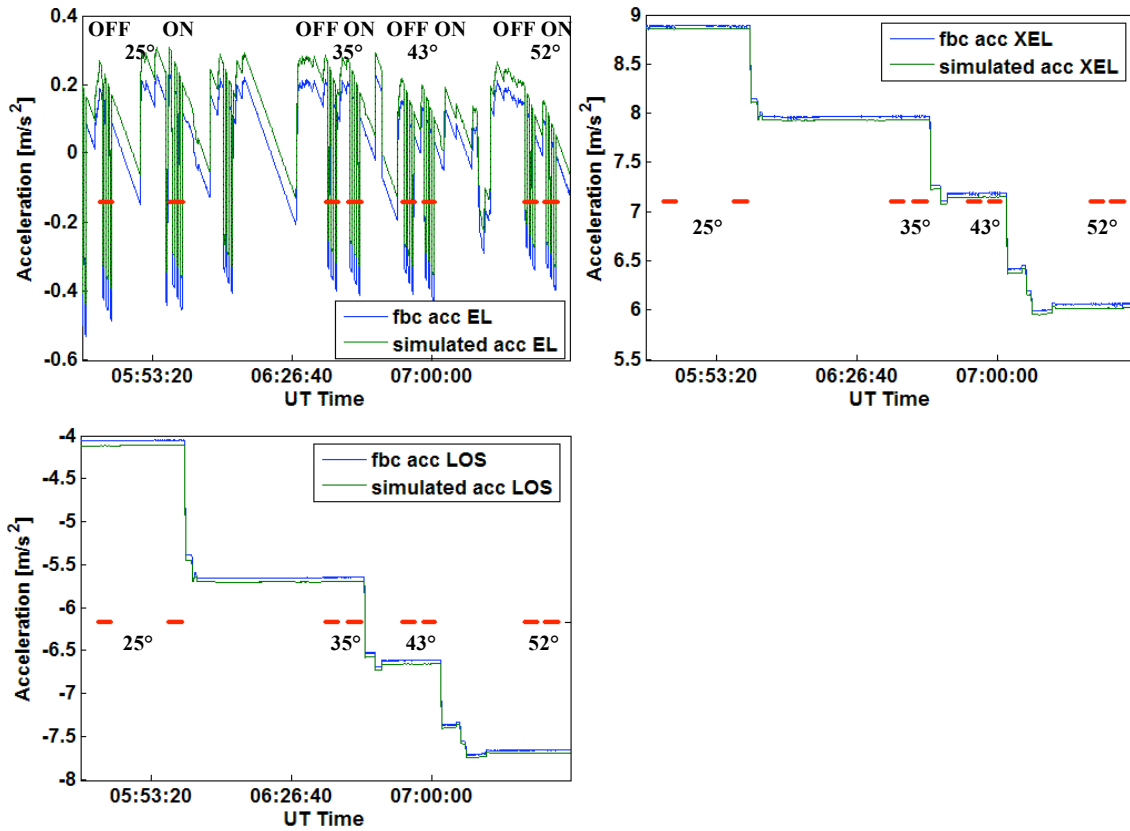 OFF ON OFF ON OFF ON OFF ON
25° 35° 43° 52°
0.4
0.2
0
-0.2
-0.4
-0.6
Acceleration [m/s 2]
fbc acc EL
simulated acc EL
05:53:20 06:26:40 07:00:00
UT Time
9
8.5
8
7.5
7
6.5
6
5.5
Acceleration [m/s 2]
fbc acc XEL
simulated acc XEL
25° 35° 43° 52°
05:53:20 06:26:40 07:00:00
UT Time
-4
-4.5
-5
-5.5
-6
-6.5
-7
-7.5
-8
Acceleration [m/s 2]
fbc acc LOS
simulated acc LOS
25° 35° 43° 52°
05:53:20 06:26:40 07:00:00
UT Time